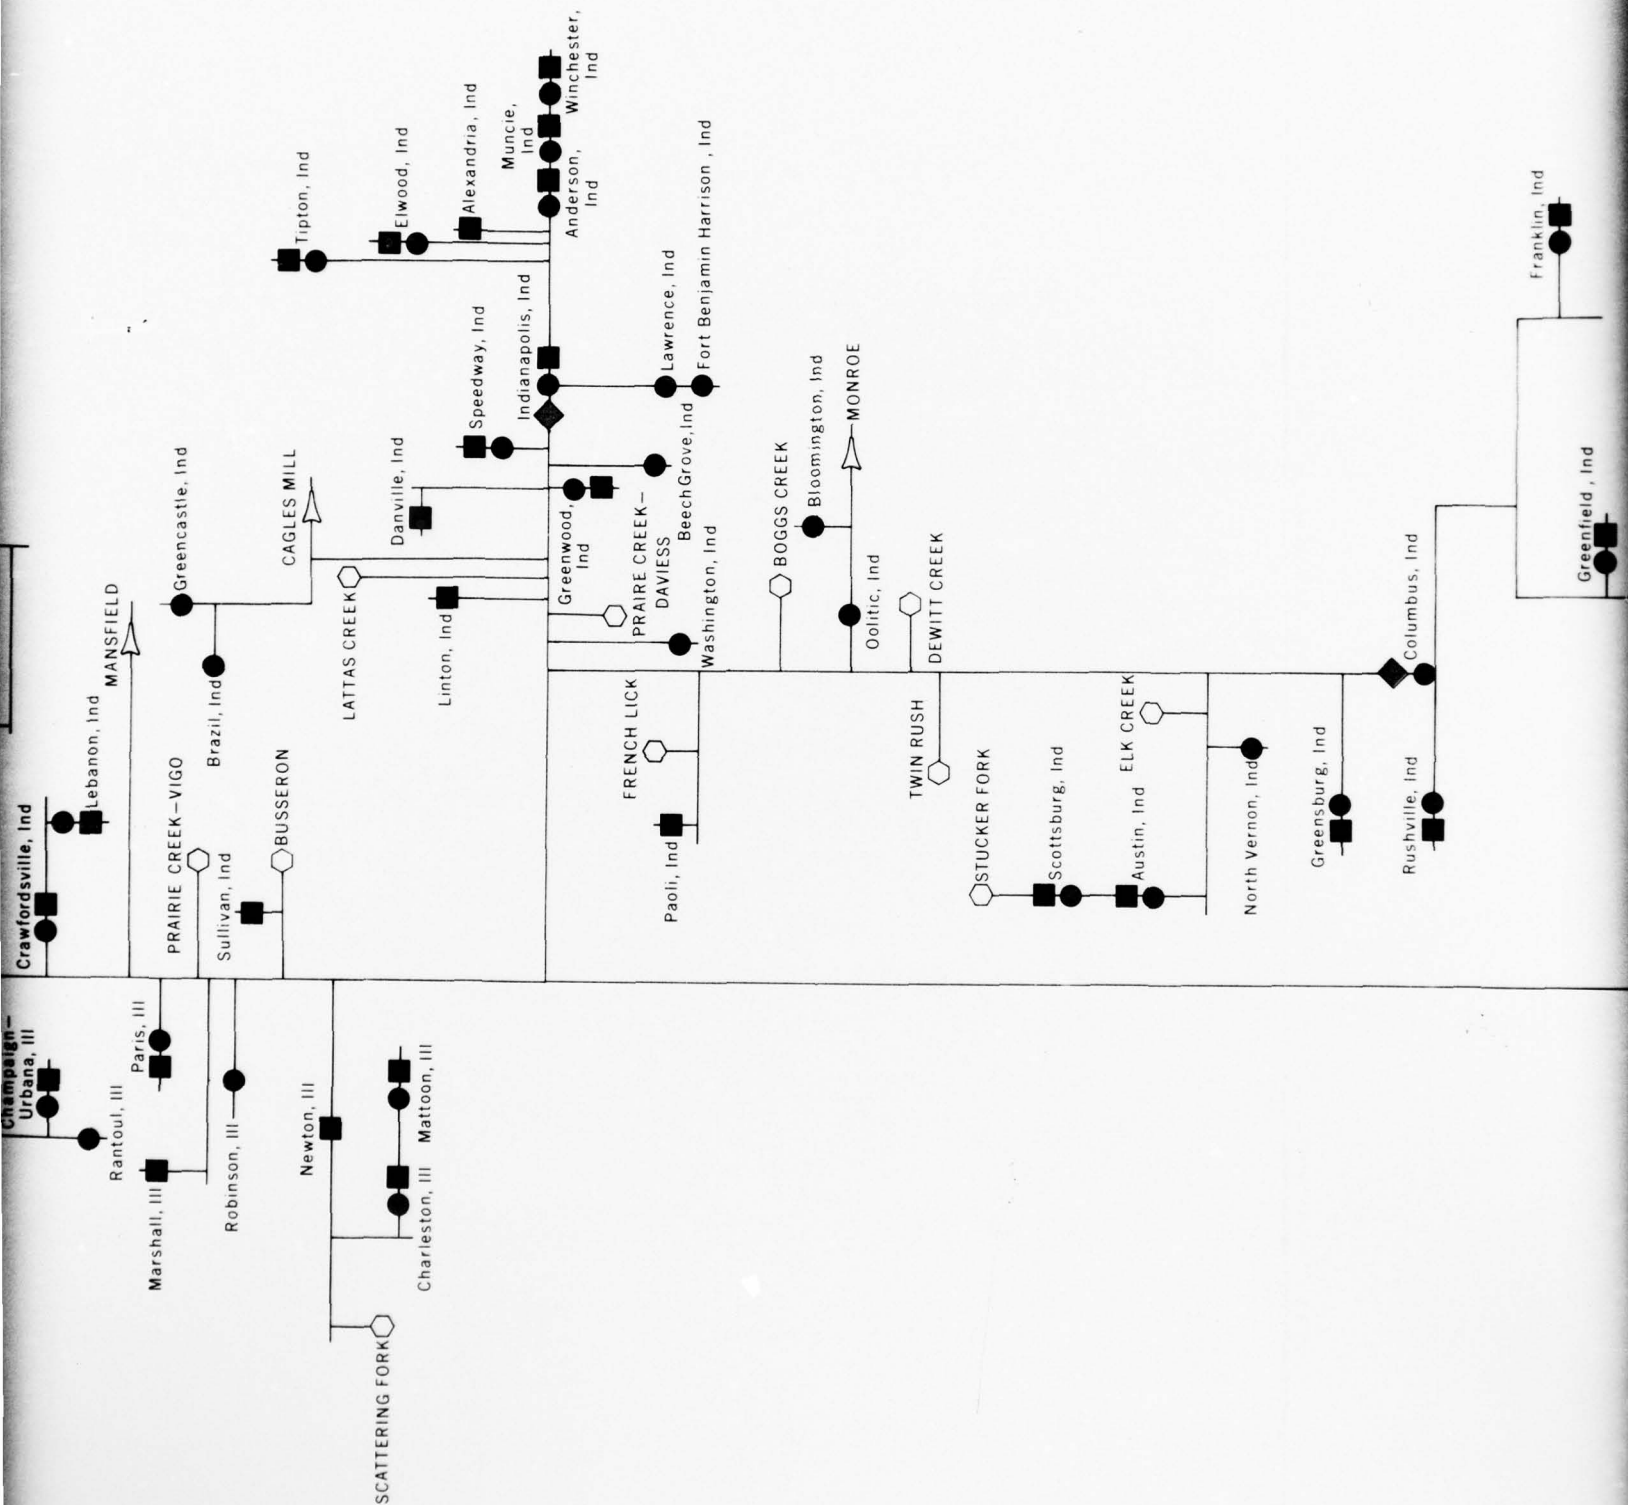 Champaign–
Urbana, Ill
Crawfordsville, Ind
Rantoul, Ill
Lebanon, Ind
MANSFIELD
Paris, Ill
Marshall, Ill
PRAIRIE CREEK–VIGO
Greencastle, Ind
Brazil, Ind
Sullivan, Ind
Robinson, Ill
BUSSERON
CAGLES MILL
Tipton, Ind
Newton, Ill
LATTAS CREEK
SCATTERING FORK
Danville, Ind
Elwood, Ind
Charleston, Ill
Mattoon, Ill
Linton, Ind
Speedway, Ind
Alexandria, Ind
Indianapolis, Ind
Muncie,
Ind
Greenwood,
Ind
Anderson,
Ind
Winchester,
Ind
PRAIRE CREEK–
DAVIESS
BeechGrove,Ind
Lawrence, Ind
Fort Benjamin Harrison , Ind
Washington, Ind
FRENCH LICK
Paoli, Ind
BOGGS CREEK
Bloomington, Ind
MONROE
Oolitic, Ind
DEWITT CREEK
TWIN RUSH
STUCKER FORK
Scottsburg, Ind
ELK CREEK
Austin, Ind
North Vernon, Ind
Greensburg, Ind
Columbus, Ind
Rushville, Ind
Franklin, Ind
Greenfield , Ind